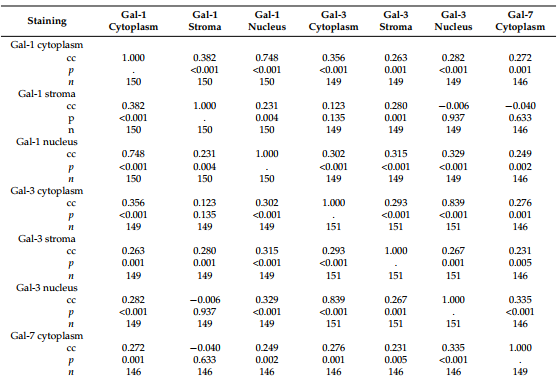 Staining Gal-1 Cytoplasm Gal-1 Stroma Gal-1 Nucleus Gal-3 Cytoplasm Gal-3 Stroma Gal-3 Nucleus Gal-7 Cytoplasm
Gal-1 cytoplasm
cc 1.000 0.382 0.748 0.356 0.263 0.282 0.272
p . <0.001 <0.001 <0.001 0.001 <0.001 0.001
n 150 150 150 149 149 149 146
Gal-1 stroma
cc 0.382 1.000 0.231 0.123 0.280 −0.006 −0.040
p <0.001 . 0.004 0.135 0.001 0.937 0.633
n 150 150 150 149 149 149 146
Gal-1 nucleus
cc 0.748 0.231 1.000 0.302 0.315 0.329 0.249
p <0.001 0.004 <0.001 <0.001 <0.001 0.002
n 150 150 150 149 149 149 146
Gal-3 cytoplasm
cc 0.356 0.123 0.302 1.000 0.293 0.839 0.276
p <0.001 0.135 <0.001 . <0.001 <0.001 0.001
n 149 149 149 151 151 151 146
Gal-3 stroma
cc 0.263 0.280 0.315 0.293 1.000 0.267 0.231
p 0.001 0.001 <0.001 <0.001 . 0.001 0.005
n 149 149 149 151 151 151 146
Gal-3 nucleus
cc 0.282 −0.006 0.329 0.839 0.267 1.000 0.335
p <0.001 0.937 <0.001 <0.001 0.001 . <0.001
n 149 149 149 151 151 151 146
Gal-7 cytoplasm
cc 0.272 −0.040 0.249 0.276 0.231 0.335 1.000
p 0.001 0.633 0.002 0.001 0.005 <0.001 .
n 146 146 146 146 146 146 149